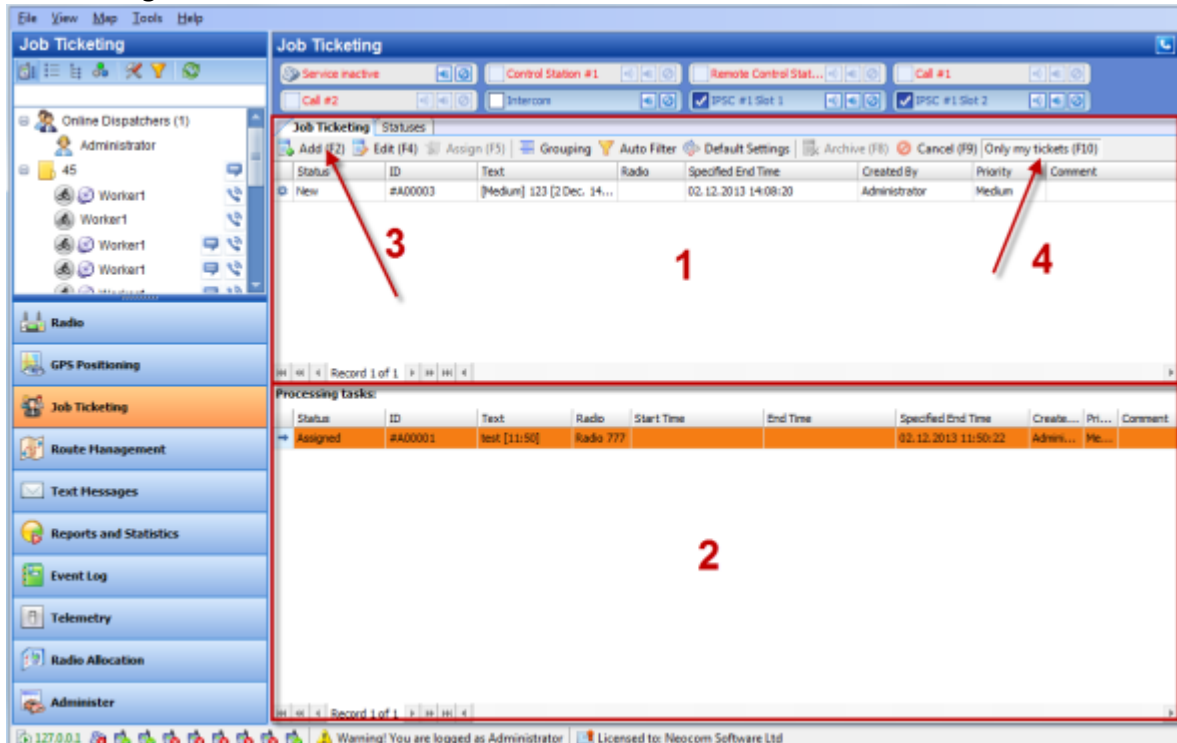 File View Map Tools Help
Job Ticketing
Job Ticketing
Service inactive Control Station #1 Remote Control Stat... Call #1
Call #2 Intercom IPSC #1 Slot 1 IPSC #1 Slot 2
Online Dispatchers (1)
Administrator
45
Worker1
Worker1
Worker1
Worker1
Job Ticketing Statuses
Add (F2) Edit (F4) Assign (F5) Grouping Auto Filter Default Settings Archive (F8) Cancel (F9) Only my tickets (F10)
Status ID Text Radio Specified End Time Created By Priority Comment
New #A00003 [Medium] 123 [2 Dec. 14... 02.12.2013 14:08:20 Administrator Medium
3
1
4
Record 1 of 1
Radio
GPS Positioning
Job Ticketing
Route Management
Text Messages
Reports and Statistics
Event Log
Telemetry
Radio Allocation
Administer
Processing tasks:
Status ID Text Radio Start Time End Time Specified End Time Create... Pri... Comment
Assigned #A00001 test [11:50] Radio 777 02.12.2013 11:50:22 Admini... Me...
2
Record 1 of 1
127.0.0.1 Warning! You are logged as Administrator Licensed to: Neocom Software Ltd